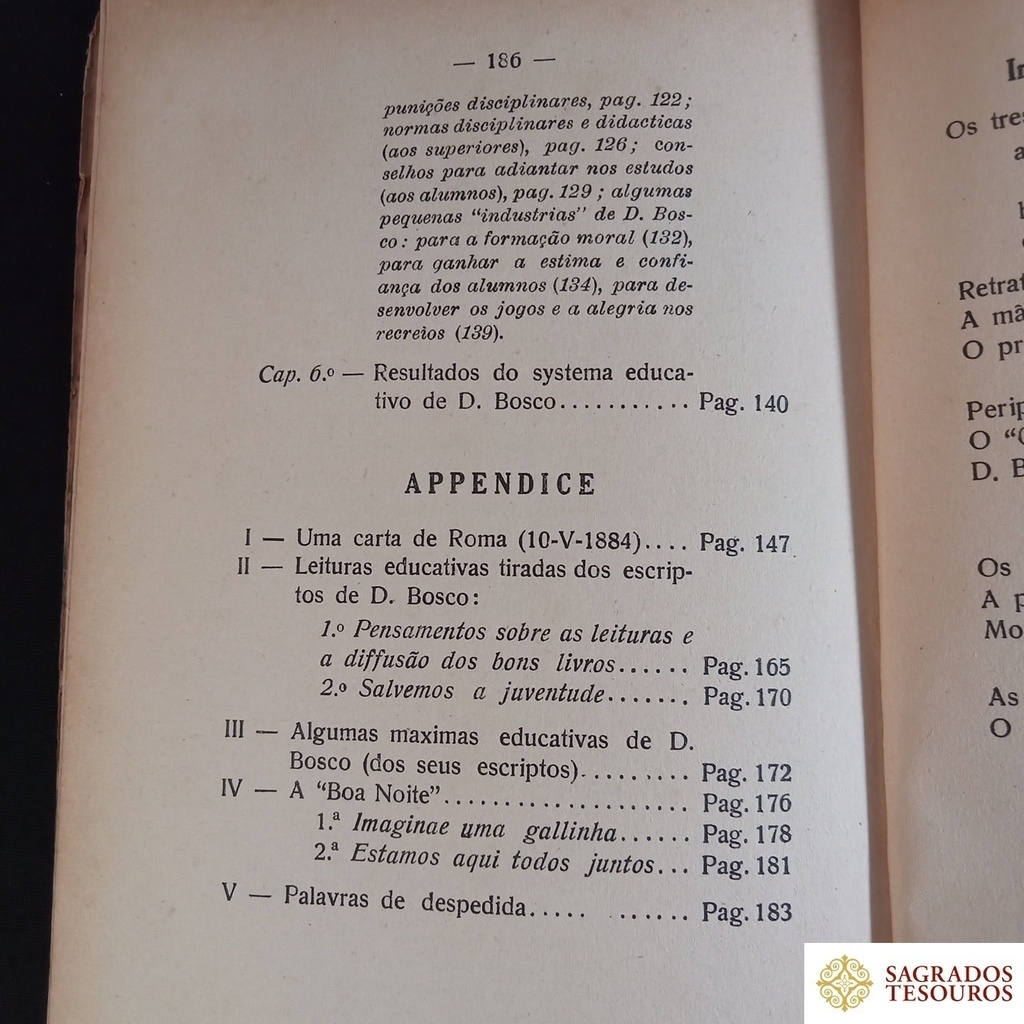 — 186 —
punições disciplinares, pag. 122;
normas disciplinares e didacticas
(aos superiores), pag. 126; con-
selhos para adiantar nos estudos
(aos alumnos), pag. 129; algumas
pequenas “industrias” de D. Bos-
co: para a formação moral (132),
para ganhar a estima e confi-
ança dos alumnos (134), para de-
senvolver os jogos e a alegria nos
recreios (139).
Cap. 6.º — Resultados do systema educa-
tivo de D. Bosco........... Pag. 140
APPENDICE
I — Uma carta de Roma (10-V-1884).... Pag. 147
II — Leituras educativas tiradas dos escrip-
tos de D. Bosco:
1.º Pensamentos sobre as leituras e
a diffusão dos bons livros...... Pag. 165
2.º Salvemos a juventude....... Pag. 170
III — Algumas maximas educativas de D.
Bosco (dos seus escriptos)......... Pag. 172
IV — A “Boa Noite”..................... Pag. 176
1.ª Imaginae uma gallinha...... Pag. 178
2.ª Estamos aqui todos juntos... Pag. 181
V — Palavras de despedida..... ...... Pag. 183
Os
Retrat
A mã
O pr
Perip
D. B
Os
A p
Mo
As
O
SAGRADOS
TESOUROS